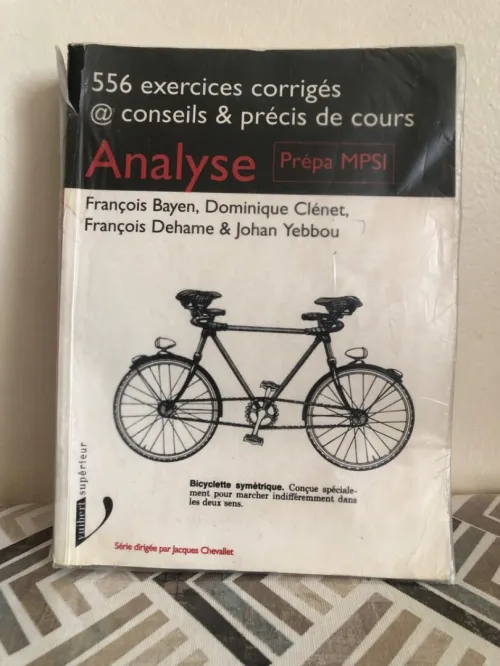 556 exercices corrigés
@ conseils & précis de cours
Analyse
Prépa MPSI
François Bayen, Dominique Clénet,
François Dehame & Johan Yebbou
Bicyclette symétrique. Conçue spéciale-
ment pour marcher indifféremment dans
les deux sens.
vuibert supérieur
Série dirigée par Jacques Chevallet